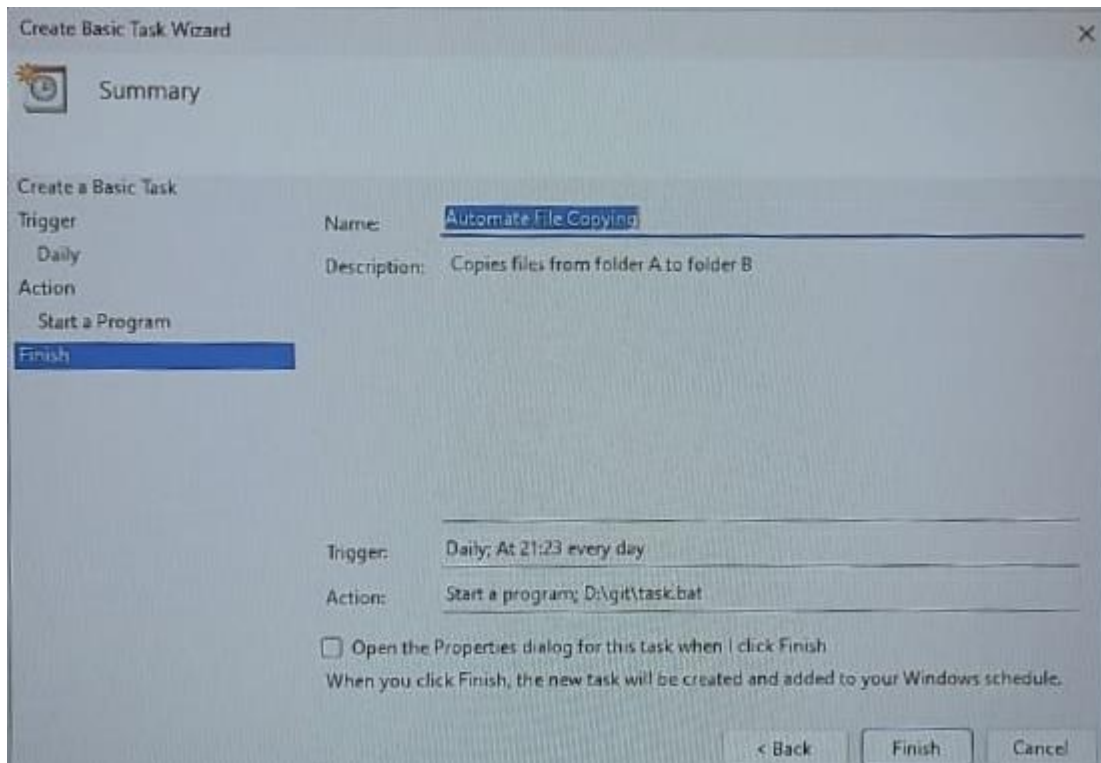 Create Basic Task Wizard
Summary
Create a Basic Task
Trigger
Daily
Action
Start a Program
Finish
Name: Automate File Copying
Description: Copies files from folder A to folder B
Trigger: Daily; At 21:23 every day
Action: Start a program; D:\git\task.bat
Open the Properties dialog for this task when I click Finish
When you click Finish, the new task will be created and added to your Windows schedule.
< Back Finish Cancel